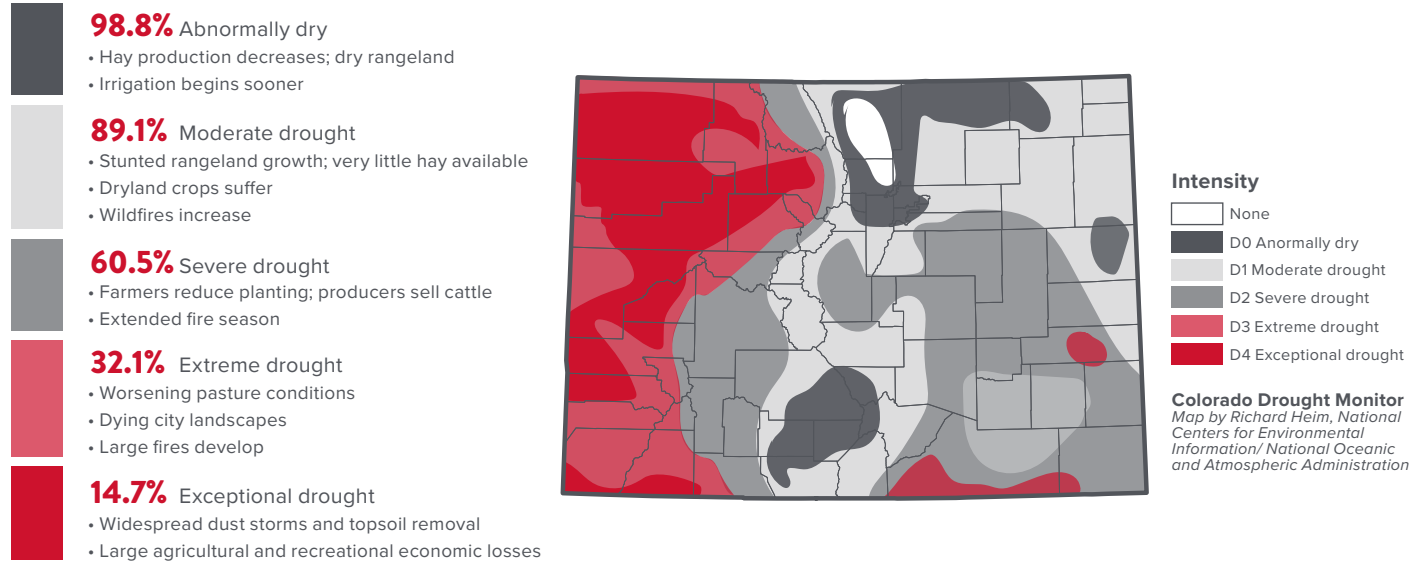 98.8% Abnormally dry
• Hay production decreases; dry rangeland
• Irrigation begins sooner
89.1% Moderate drought
• Stunted rangeland growth; very little hay available
• Dryland crops suffer
• Wildfires increase
60.5% Severe drought
• Farmers reduce planting; producers sell cattle
• Extended fire season
32.1% Extreme drought
• Worsening pasture conditions
• Dying city landscapes
• Large fires develop
14.7% Exceptional drought
• Widespread dust storms and topsoil removal
• Large agricultural and recreational economic losses
Intensity
None
D0 Anormally dry
D1 Moderate drought
D2 Severe drought
D3 Extreme drought
D4 Exceptional drought
Colorado Drought Monitor
Map by Richard Heim, National
Centers for Environmental
Information/ National Oceanic
and Atmospheric Administration